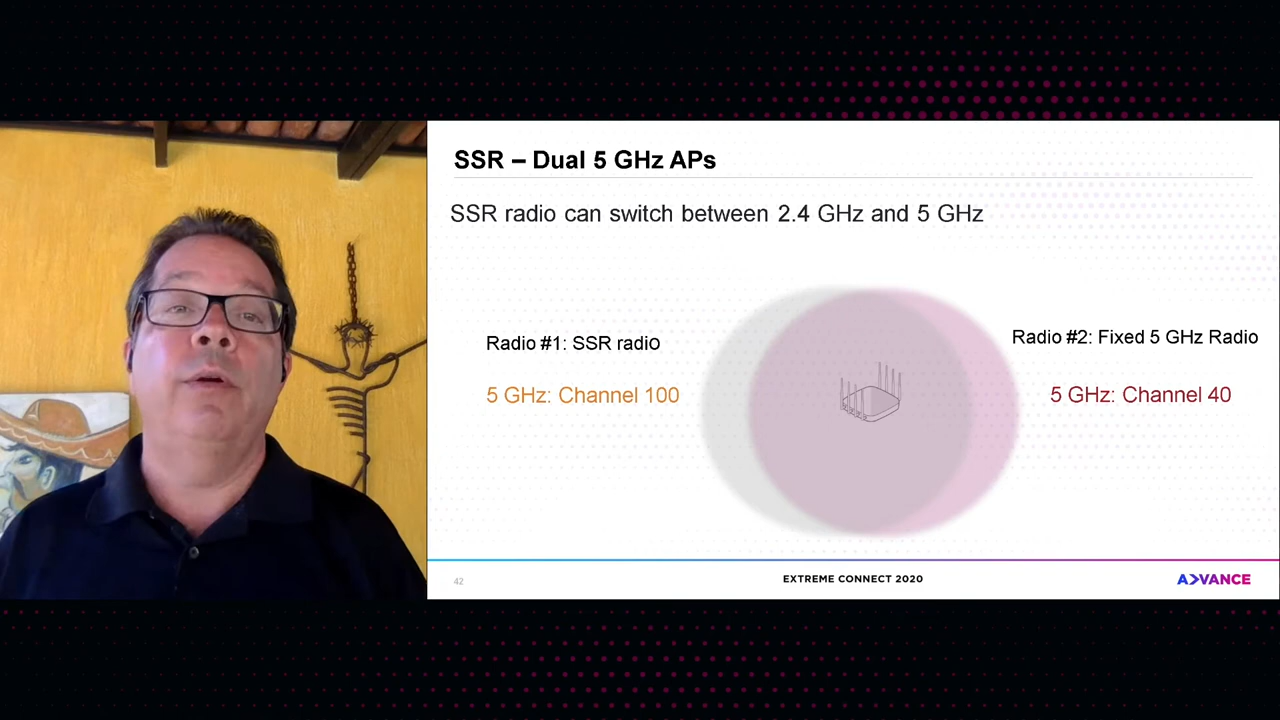 SSR – Dual 5 GHz APs
SSR radio can switch between 2.4 GHz and 5 GHz
Radio #1: SSR radio
5 GHz: Channel 100
Radio #2: Fixed 5 GHz Radio
5 GHz: Channel 40
42
EXTREME CONNECT 2020
ADVANCE